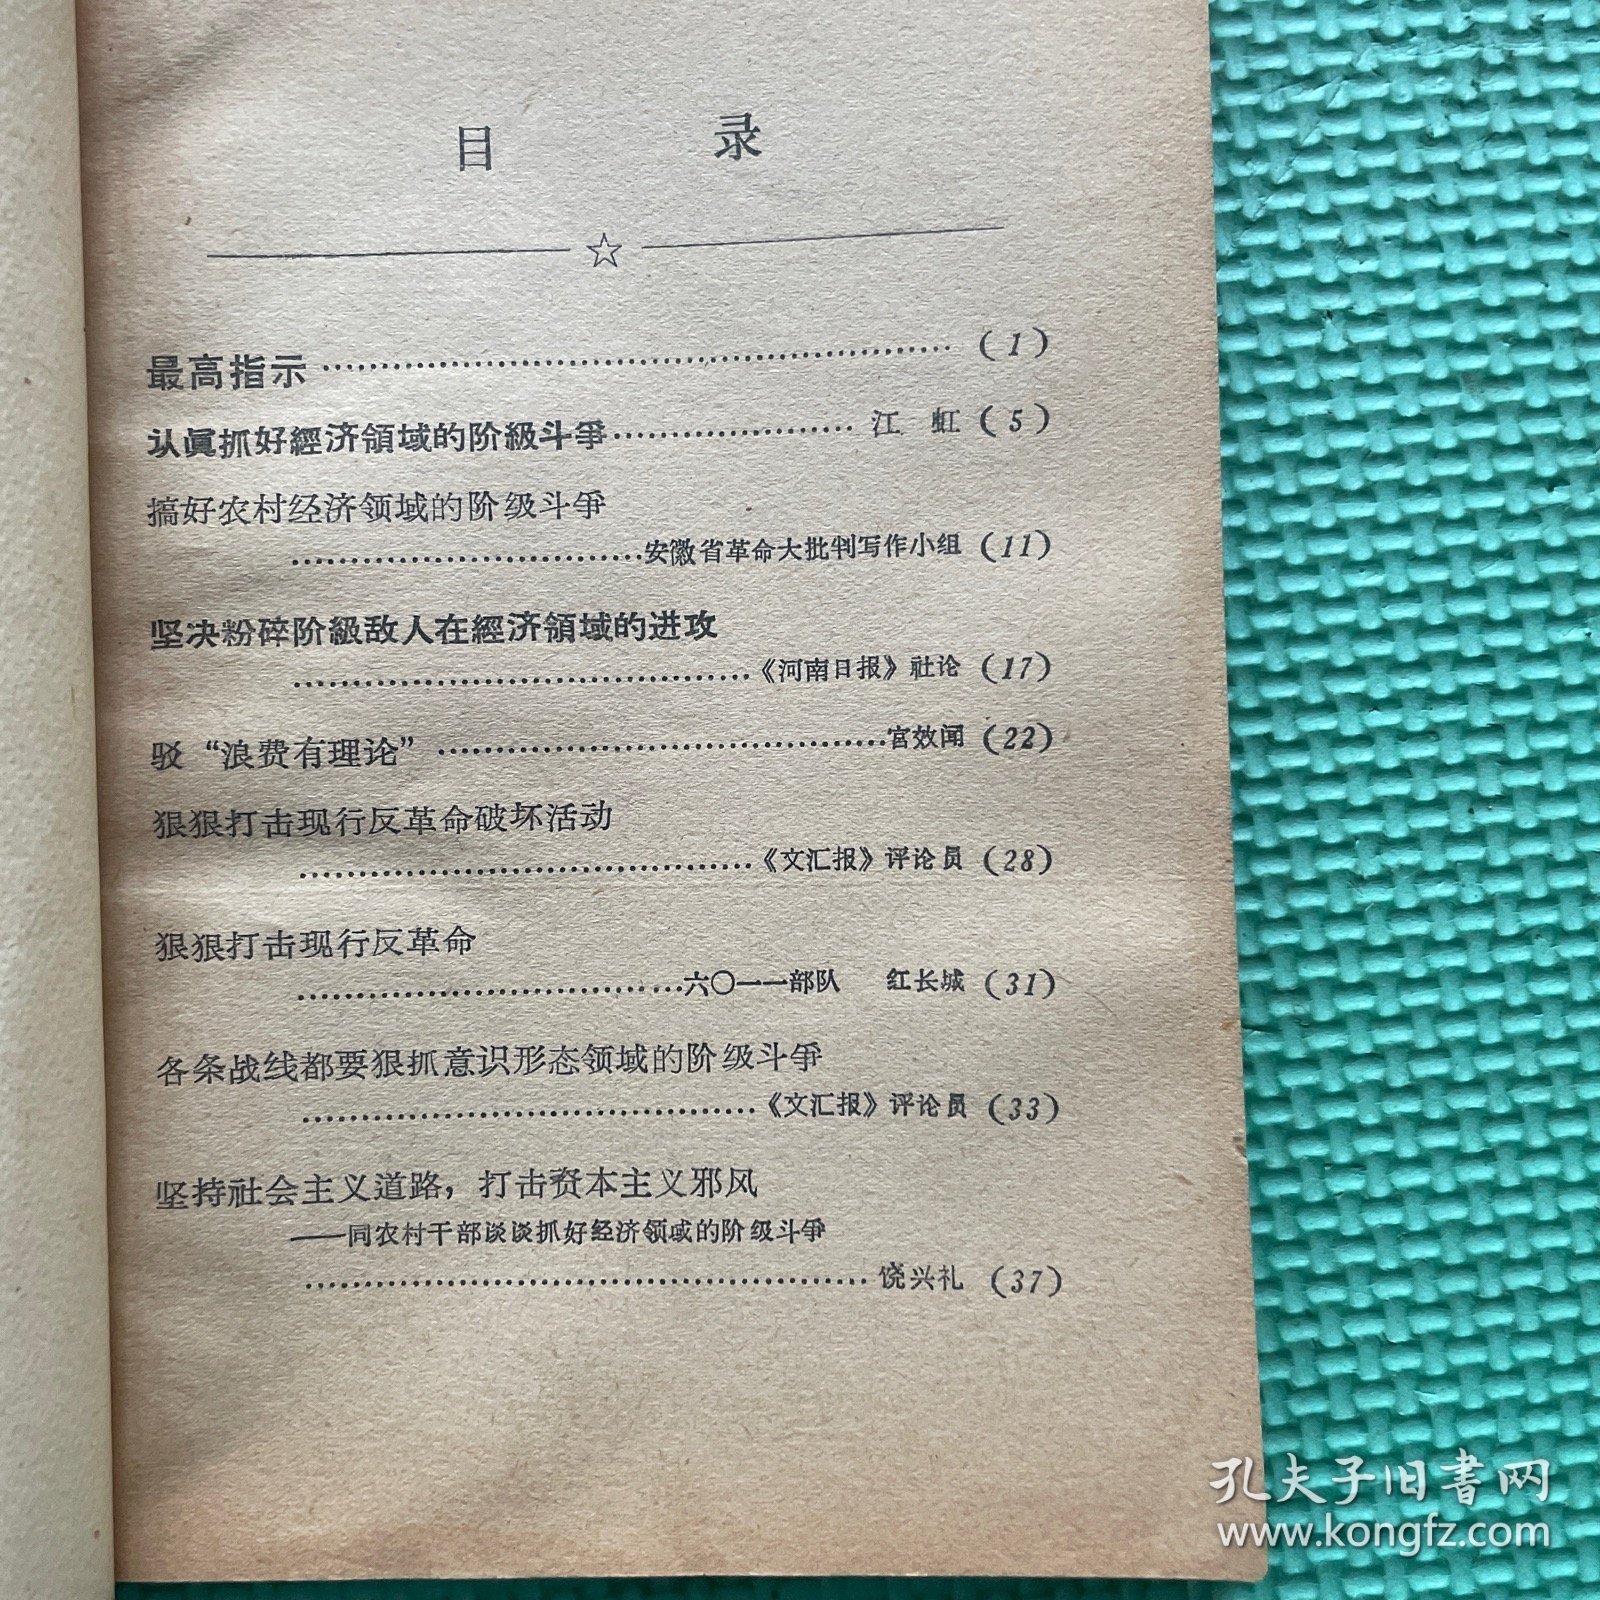 目 录
☆
最高指示……………………………………………(1)
认眞抓好經济領域的阶級斗爭…………………江 虹(5)
搞好农村经济领域的阶级斗爭
…………………………安徽省革命大批判写作小组(11)
坚决粉碎阶級敌人在經济領域的进攻
……………………………………《河南日报》社论(17)
驳“浪费有理论”……………………………………宫效闻(22)
狠狠打击现行反革命破坏活动
……………………………………《文汇报》评论员(28)
狠狠打击现行反革命
………………………………六〇一一部队 红长城(31)
各条战线都要狠抓意识形态领域的阶级斗爭
……………………………………《文汇报》评论员(33)
坚持社会主义道路，打击资本主义邪风
——同农村干部谈谈抓好经济领域的阶级斗爭
………………………………………………饶兴礼(37)
孔夫子旧書网
www.kongfz.com